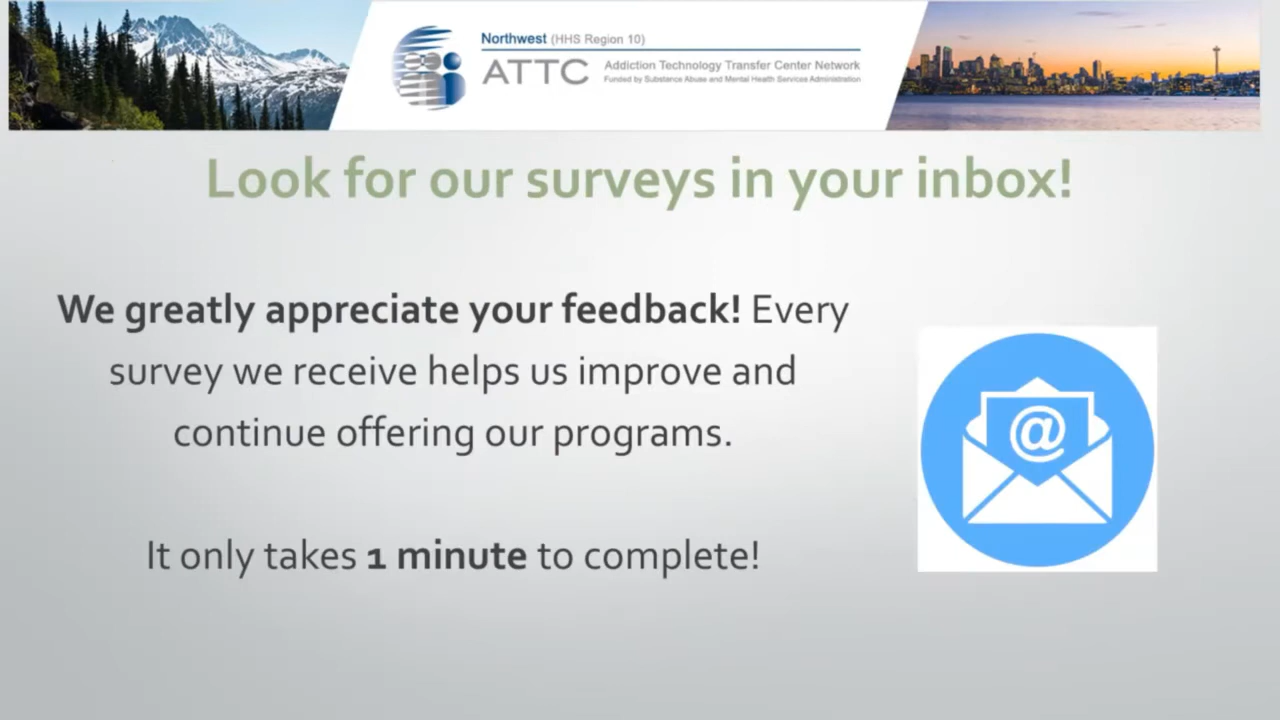 Northwest (HHS Region 10)
ATTC
Addiction Technology Transfer Center Network
Funded by Substance Abuse and Mental Health Services Administration
Look for our surveys in your inbox!
We greatly appreciate your feedback! Every
survey we receive helps us improve and
continue offering our programs.
It only takes 1 minute to complete!
@